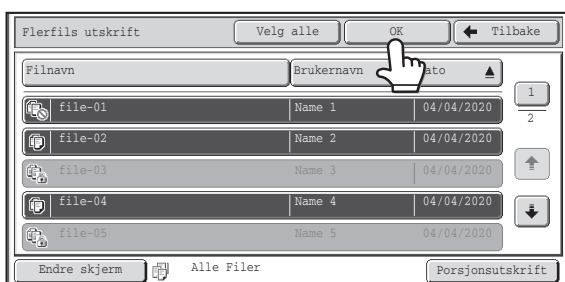 Flerfils utskrift Velg alle OK Tilbake
Filnavn Brukernavn ato
file-01 Name 1 04/04/2020
file-02 Name 2 04/04/2020
file-03 Name 3 04/04/2020
file-04 Name 4 04/04/2020
file-05 Name 5 04/04/2020
1
2
Endre skjerm Alle Filer Porsjonsutskrift